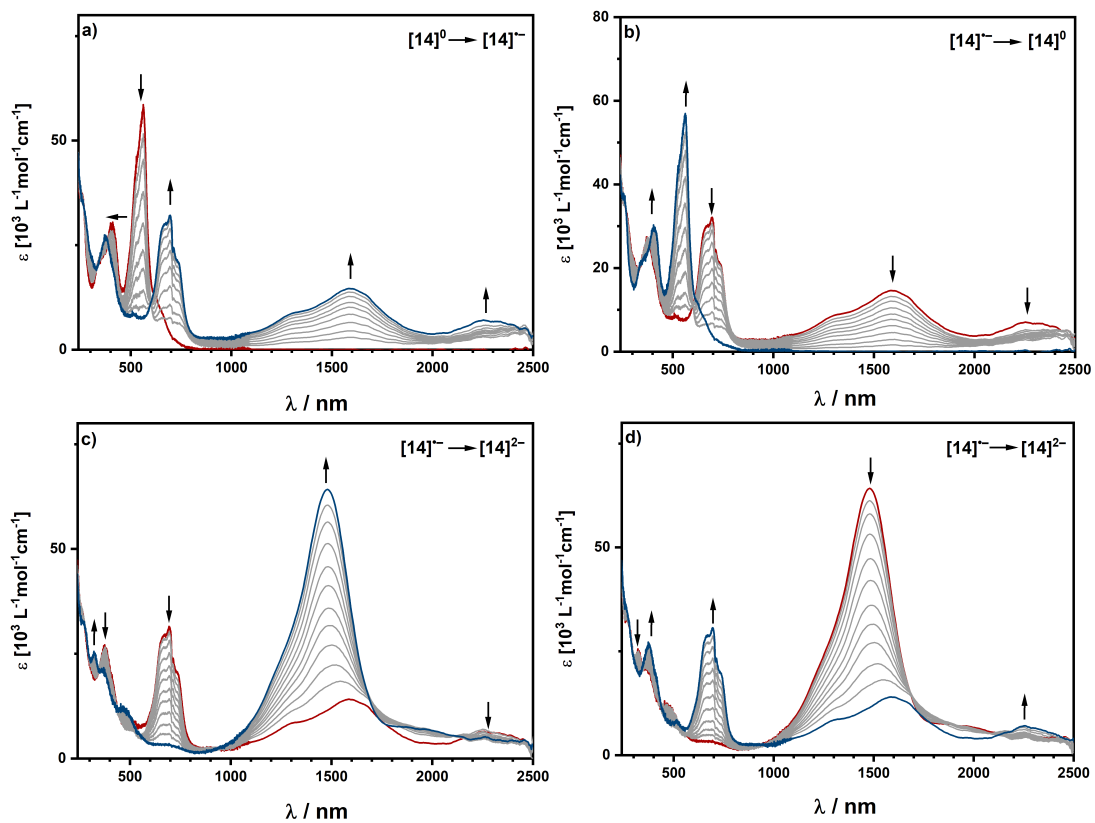 a)
[14]⁰ → [14]•⁻
ε [10³ L⁻¹mol⁻¹cm⁻¹]
50
0
500 1000 1500 2000 2500
λ / nm
b)
[14]•⁻ → [14]⁰
ε [10³ L⁻¹mol⁻¹cm⁻¹]
80
60
40
20
0
500 1000 1500 2000 2500
λ / nm
c)
[14]•⁻ → [14]²⁻
ε [10³ L⁻¹mol⁻¹cm⁻¹]
50
0
500 1000 1500 2000 2500
λ / nm
d)
[14]•⁻ → [14]²⁻
ε [10³ L⁻¹mol⁻¹cm⁻¹]
50
0
500 1000 1500 2000 2500
λ / nm